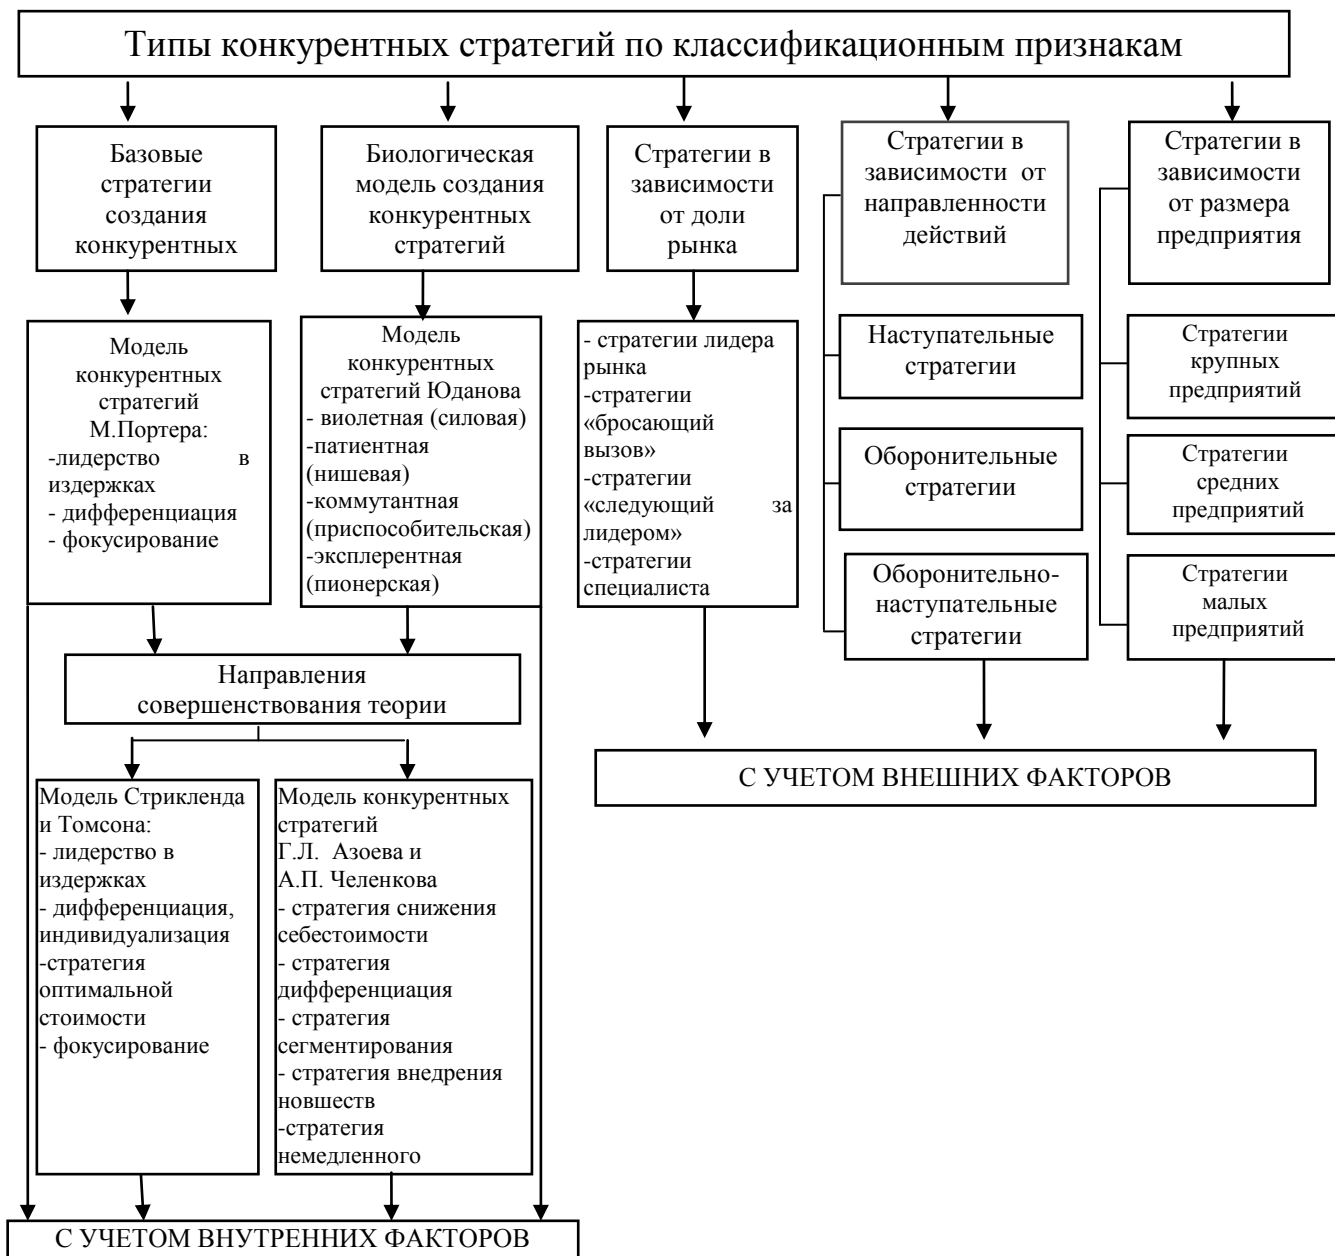 Типы конкурентных стратегий по классификационным признакам
Базовые
стратегии
создания
конкурентных
Биологическая
модель создания
конкурентных
стратегий
Стратегии в
зависимости
от доли
рынка
Стратегии в
зависимости от
направленности
действий
Стратегии в
зависимости
от размера
предприятия
Модель
конкурентных
стратегий
М.Портера:
-лидерство в
издержках
- дифференциация
- фокусирование
Модель
конкурентных
стратегий Юданова
- виолетная (силовая)
-патиентная
(нишевая)
-коммутантная
(приспособительская)
-эксплерентная
(пионерская)
- стратегии лидера
рынка
-стратегии
«бросающий
вызов»
-стратегии
«следующий за
лидером»
-стратегии
специалиста
Наступательные
стратегии
Оборонительные
стратегии
Оборонительно-
наступательные
стратегии
Стратегии
крупных
предприятий
Стратегии
средних
предприятий
Стратегии
малых
предприятий
Направления
совершенствования теории
С УЧЕТОМ ВНЕШНИХ ФАКТОРОВ
Модель Стрикленда
и Томсона:
- лидерство в
издержках
- дифференциация,
индивидуализация
-стратегия
оптимальной
стоимости
- фокусирование
Модель конкурентных
стратегий
Г.Л. Азоева и
А.П. Челенкова
- стратегия снижения
себестоимости
- стратегия
дифференциация
- стратегия
сегментирования
- стратегия внедрения
новшеств
-стратегия
немедленного
С УЧЕТОМ ВНУТРЕННИХ ФАКТОРОВ